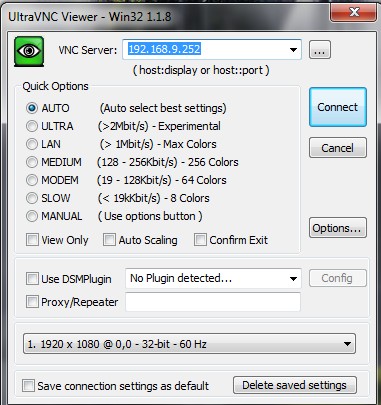 UltraVNC Viewer - Win32 1.1.8
VNC Server: 192.168.9.252 ...
( host:display or host::port )
Quick Options
AUTO (Auto select best settings)
ULTRA (>2Mbit/s) - Experimental
LAN (> 1Mbit/s) - Max Colors
MEDIUM (128 - 256Kbit/s) - 256 Colors
MODEM (19 - 128Kbit/s) - 64 Colors
SLOW (< 19kKbit/s) - 8 Colors
MANUAL ( Use options button )
View Only Auto Scaling Confirm Exit
Connect
Cancel
Options...
Use DSMPlugin No Plugin detected... Config
Proxy/Repeater
1. 1920 x 1080 @ 0,0 - 32-bit - 60 Hz
Save connection settings as default Delete saved settings